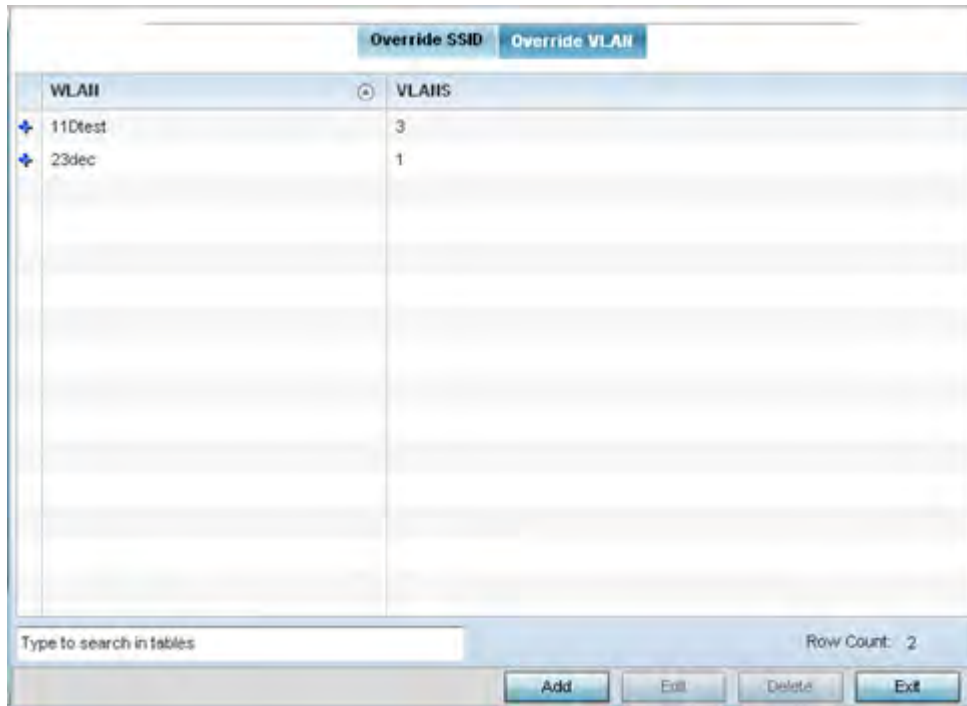 Override SSID Override VLAN
WLAN VLANS
11Dtest 3
23dec 1
Type to search in tables Row Count: 2
Add Edit Delete Exit